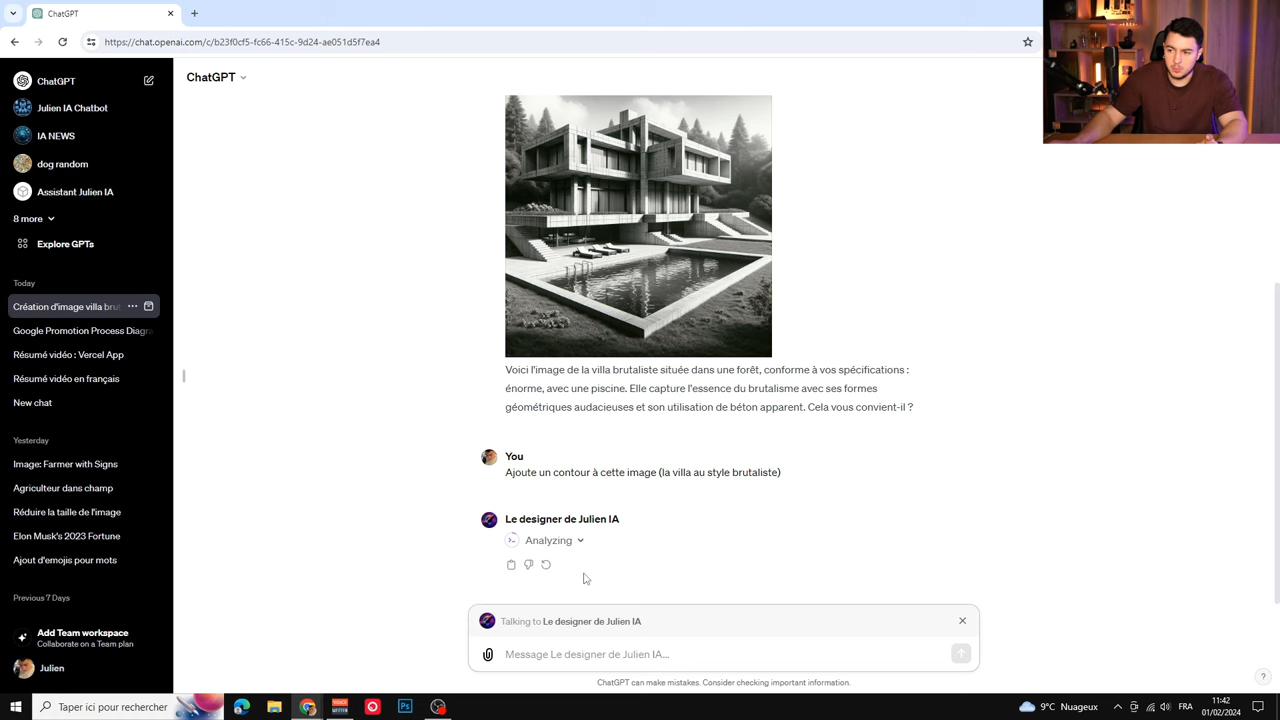 ChatGPT
https://chat.openai.com/c/b23f0cf5-fc66-415c-9d24-ae051d5f7ea4
ChatGPT
Julien IA Chatbot
IA NEWS
dog random
Assistant Julien IA
8 more
Explore GPTs
Today
Création d'image villa brut
Google Promotion Process Diagra
Résumé vidéo : Vercel App
Résumé vidéo en français
New chat
Yesterday
Image: Farmer with Signs
Agriculteur dans champ
Réduire la taille de l'image
Elon Musk's 2023 Fortune
Ajout d'emojis pour mots
Previous 7 Days
Add Team workspace
Collaborate on a Team plan
Julien
ChatGPT
Voici l'image de la villa brutaliste située dans une forêt, conforme à vos spécifications :
énorme, avec une piscine. Elle capture l'essence du brutalisme avec ses formes
géométriques audacieuses et son utilisation de béton apparent. Cela vous convient-il ?
You
Ajoute un contour à cette image (la villa au style brutaliste)
Le designer de Julien IA
Analyzing
Talking to Le designer de Julien IA
Message Le designer de Julien IA...
ChatGPT can make mistakes. Consider checking important information.
?
Taper ici pour rechercher
Ps
9°C Nuageux
FRA
11:42
01/02/2024